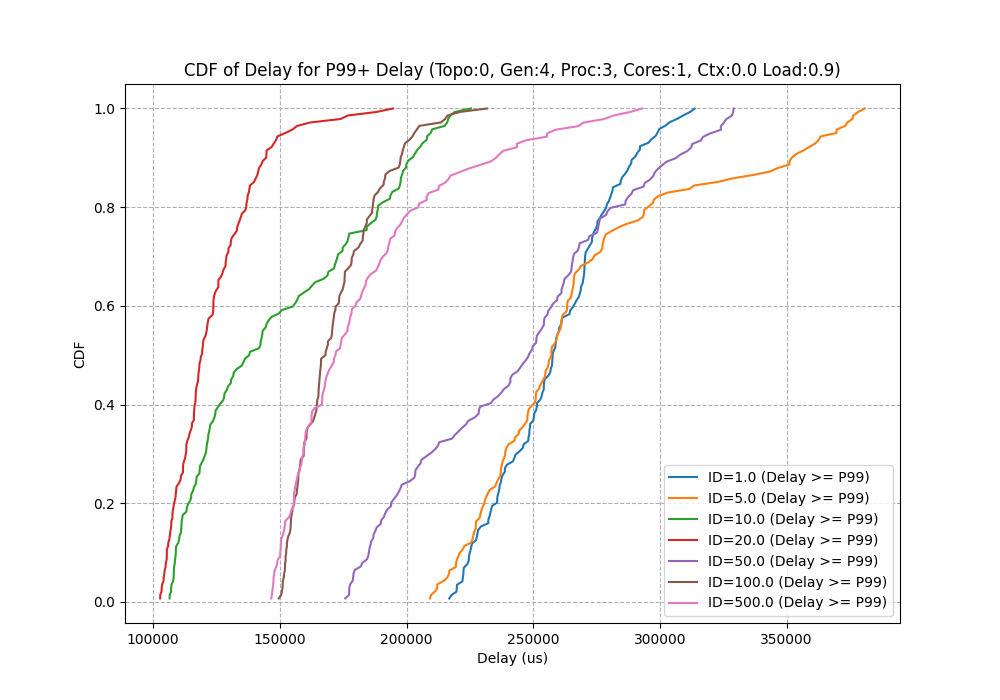 CDF of Delay for P99+ Delay (Topo:0, Gen:4, Proc:3, Cores:1, Ctx:0.0 Load:0.9)
CDF
1.0
0.8
0.6
0.4
0.2
0.0
ID=1.0 (Delay >= P99)
ID=5.0 (Delay >= P99)
ID=10.0 (Delay >= P99)
ID=20.0 (Delay >= P99)
ID=50.0 (Delay >= P99)
ID=100.0 (Delay >= P99)
ID=500.0 (Delay >= P99)
100000 150000 200000 250000 300000 350000
Delay (us)